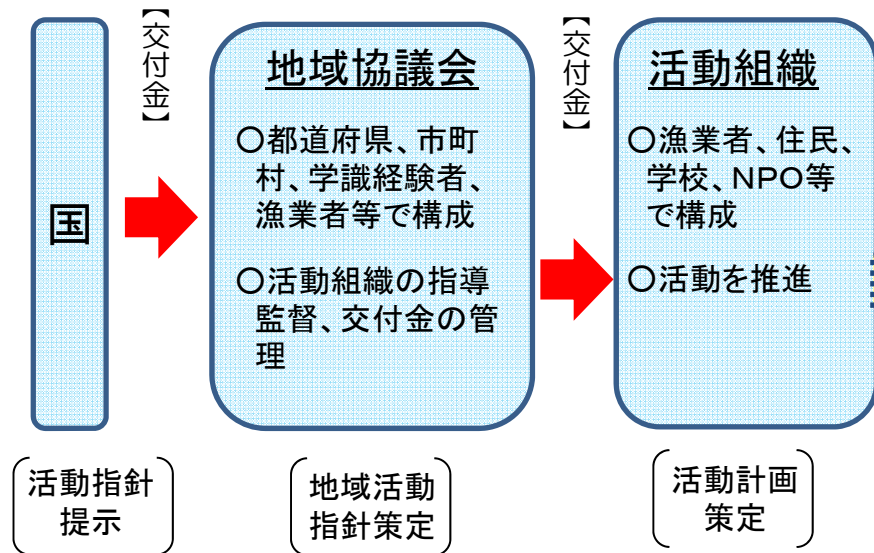 国
【交付金】
地域協議会
○都道府県、市町
村、学識経験者、
漁業者等で構成
○活動組織の指導
監督、交付金の管
理
【交付金】
活動組織
○漁業者、住民、
学校、NPO等
で構成
○活動を推進
活動指針
提示
地域活動
指針策定
活動計画
策定